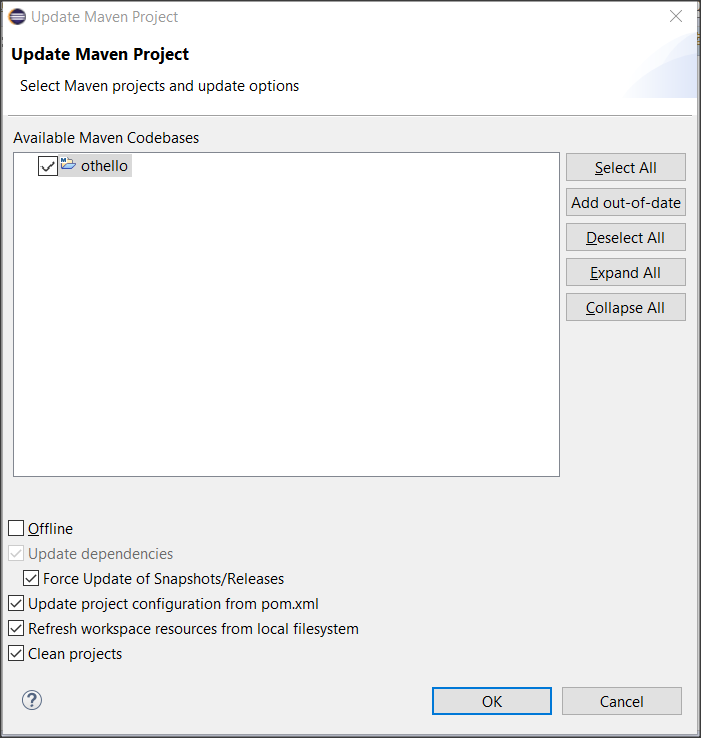 Update Maven Project
Update Maven Project
Select Maven projects and update options
Available Maven Codebases
othello
Select All
Add out-of-date
Deselect All
Expand All
Collapse All
Offline
Update dependencies
Force Update of Snapshots/Releases
Update project configuration from pom.xml
Refresh workspace resources from local filesystem
Clean projects
?
OK
Cancel